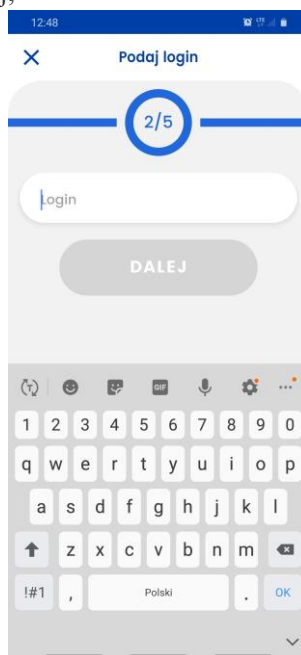 12:48
Podaj login
2/5
Login
DALEJ
GIF
1 2 3 4 5 6 7 8 9 0
q w e r t y u i o p
a s d f g h j k l
z x c v b n m
!#1 , Polski . OK